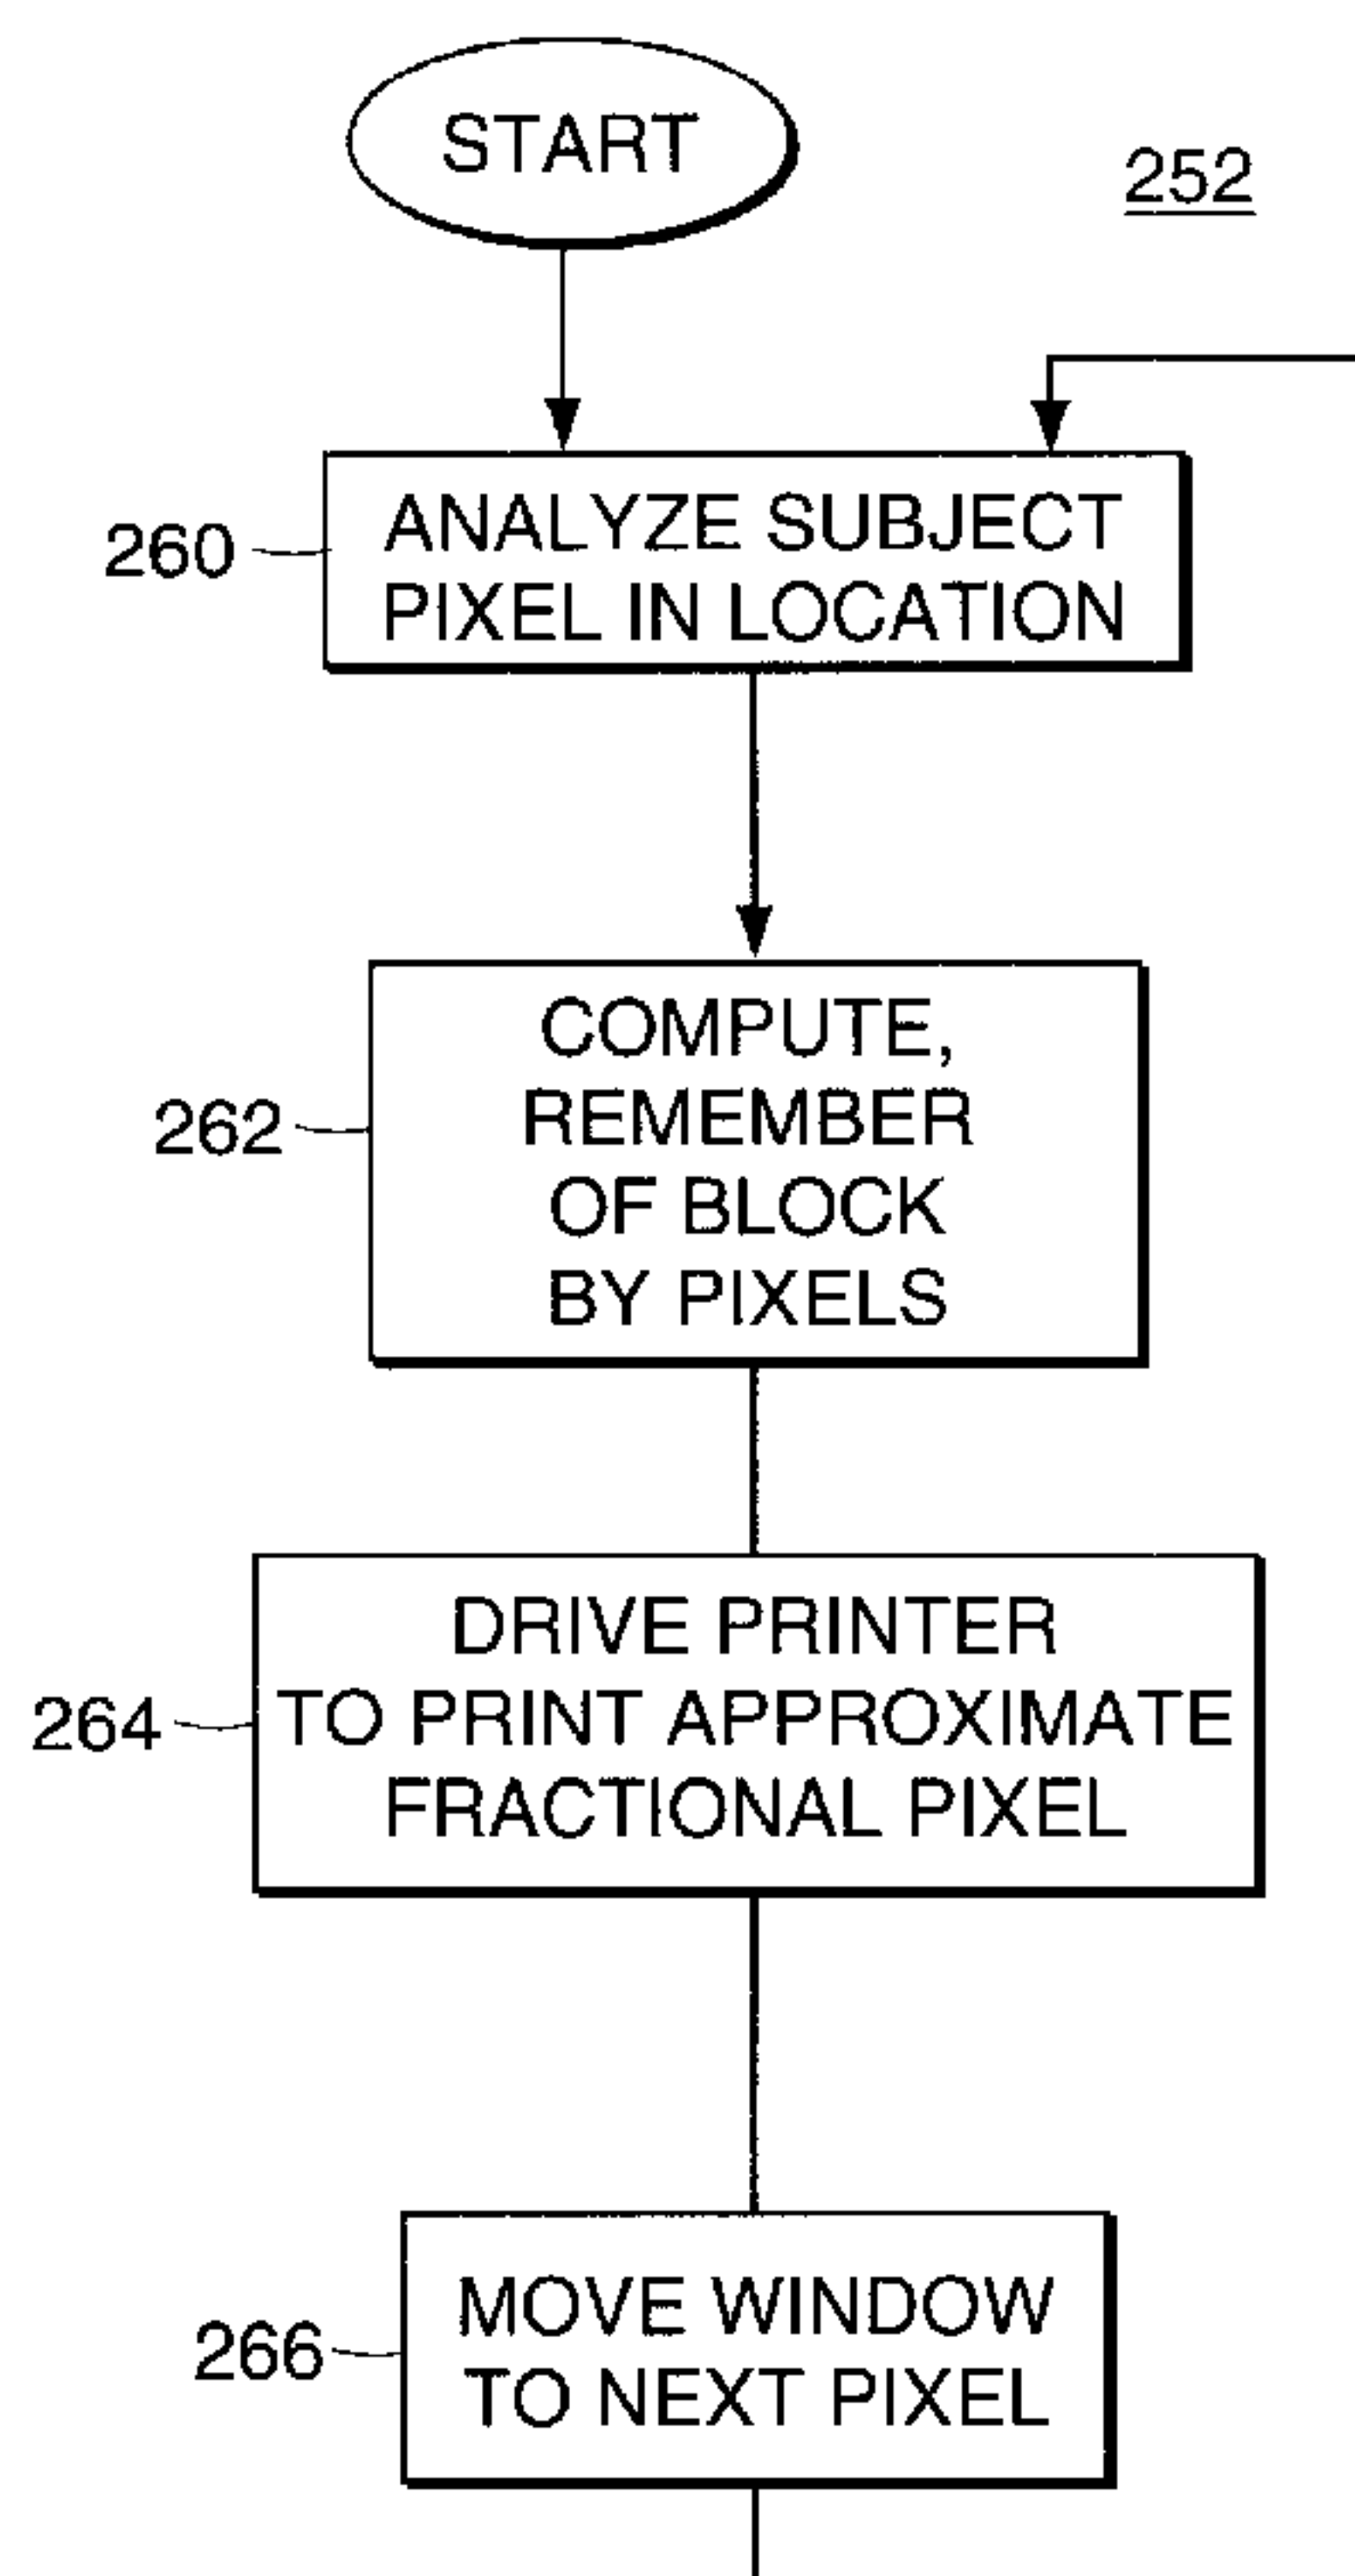 START
252
260
ANALYZE SUBJECT
PIXEL IN LOCATION
262
COMPUTE,
REMEMBER
OF BLOCK
BY PIXELS
264
DRIVE PRINTER
TO PRINT APPROXIMATE
FRACTIONAL PIXEL
266
MOVE WINDOW
TO NEXT PIXEL